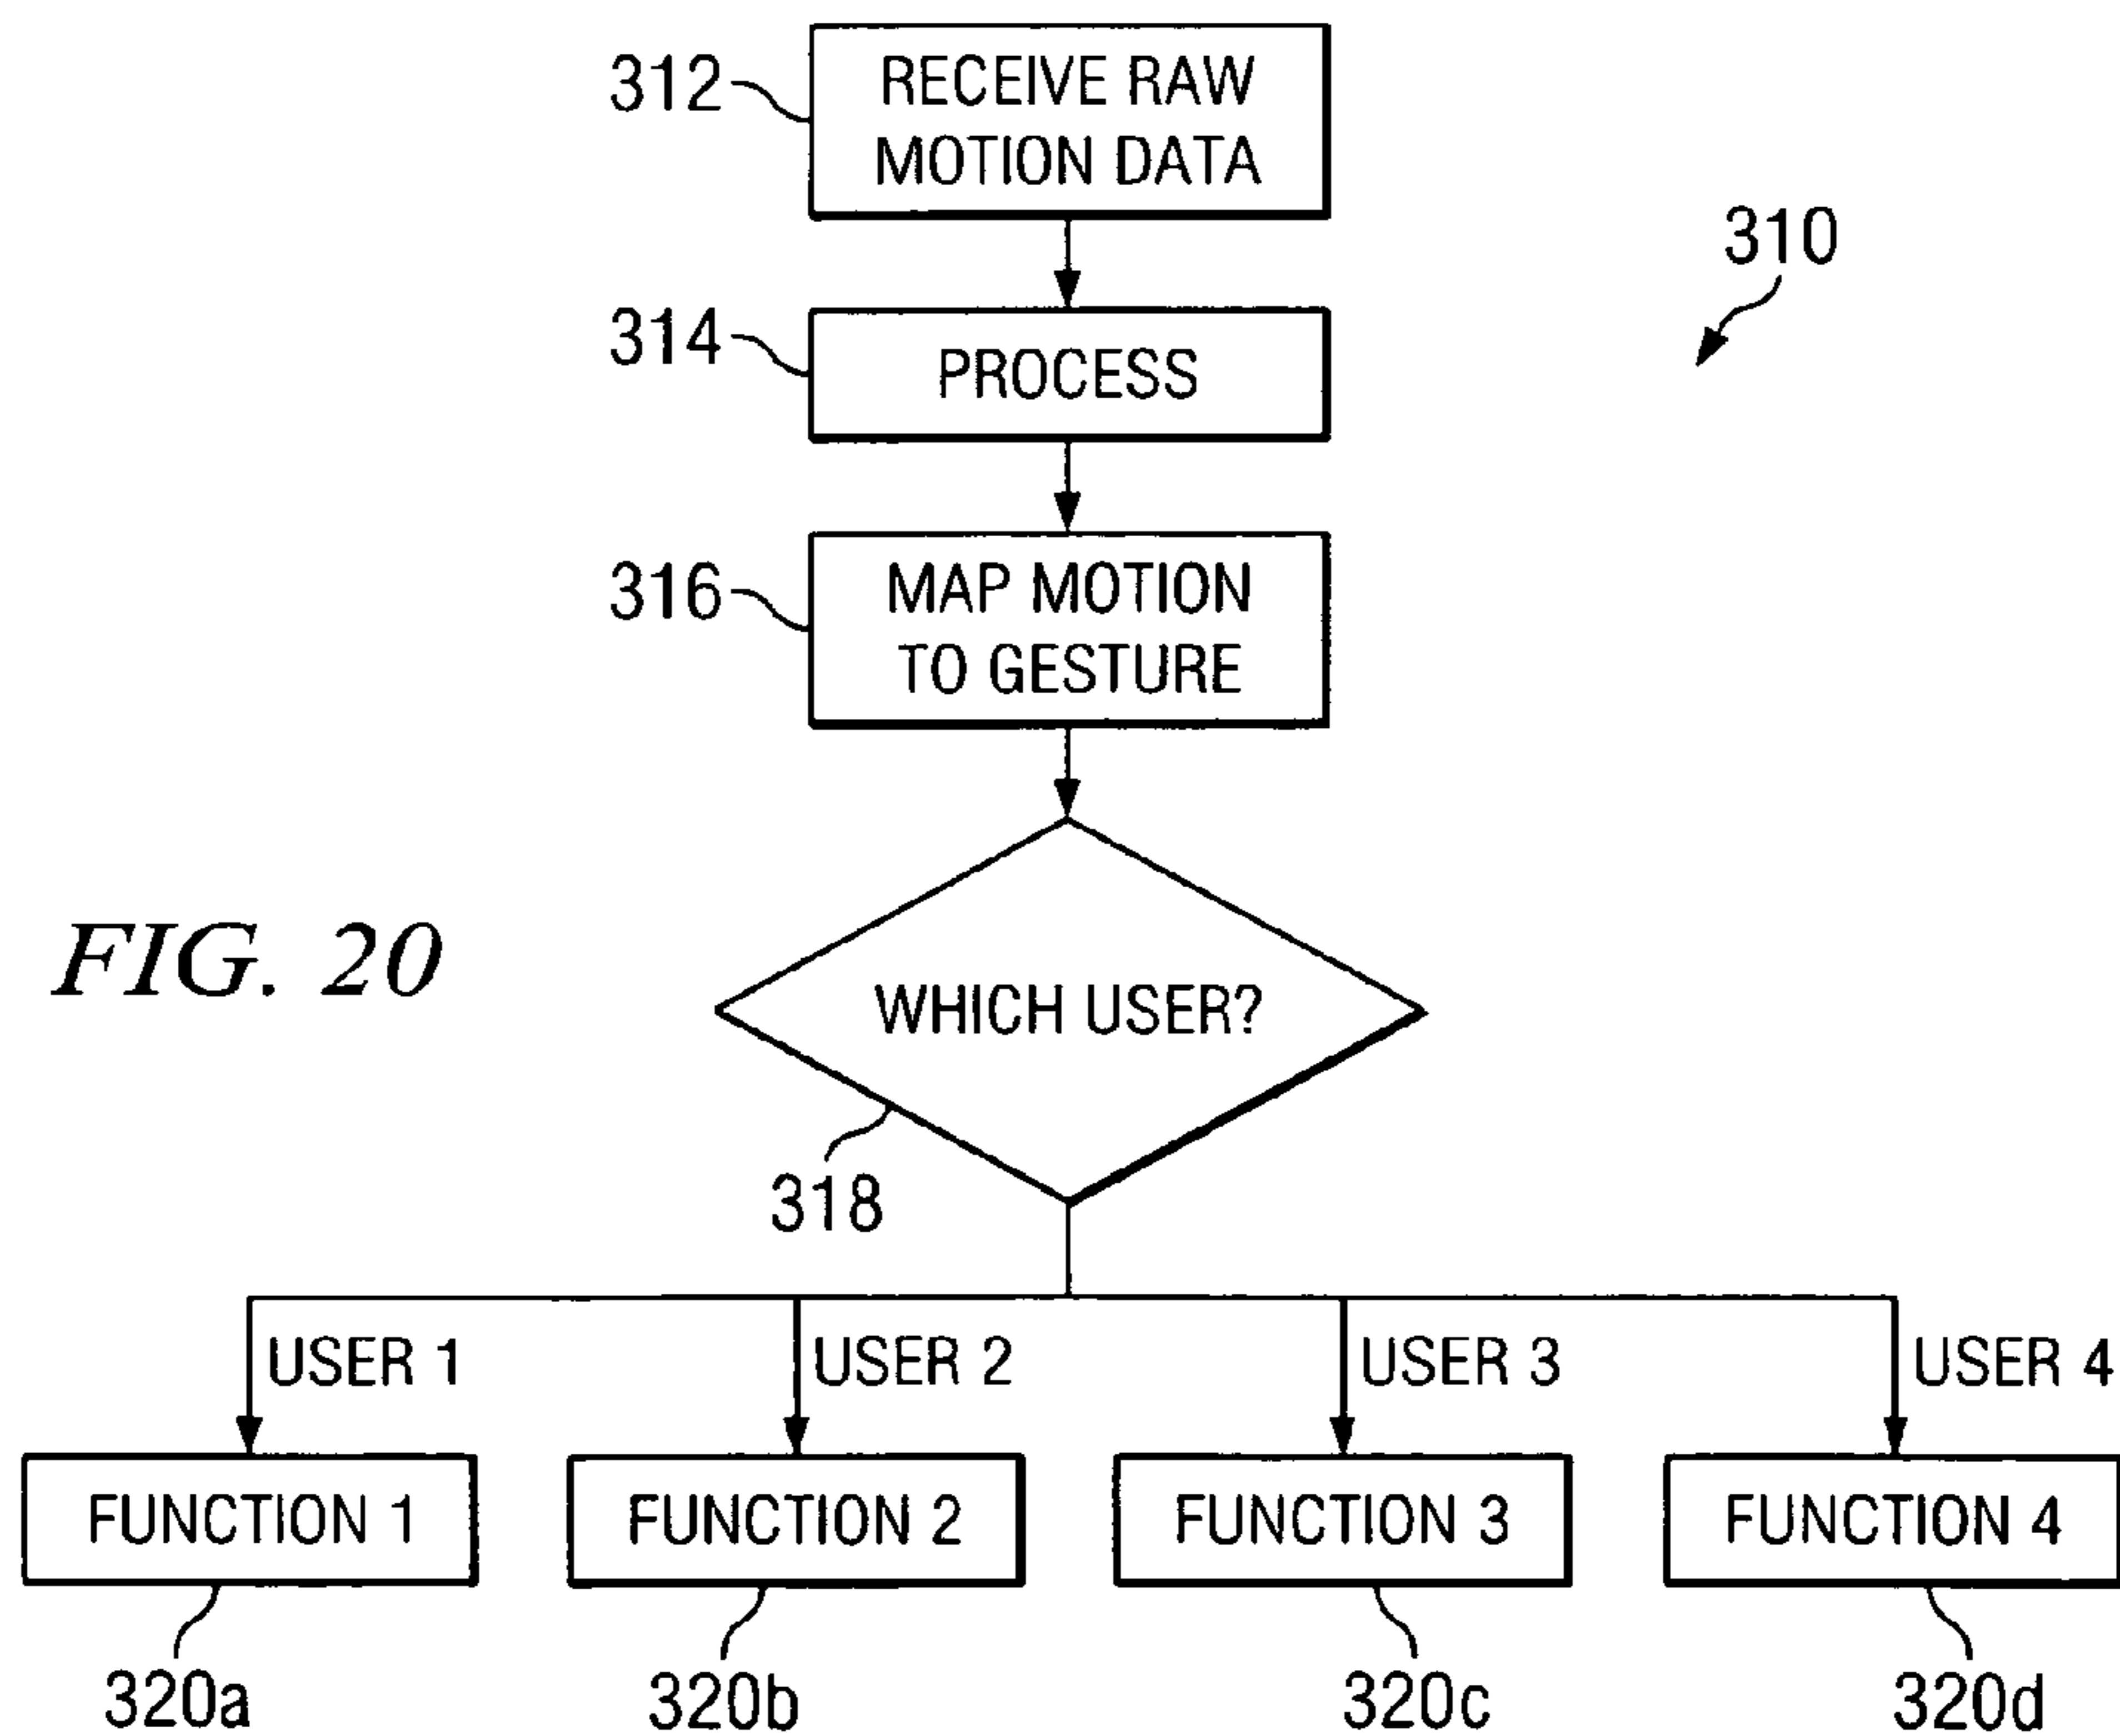 312
RECEIVE RAW
MOTION DATA
310
314
PROCESS
316
MAP MOTION
TO GESTURE
FIG. 20
WHICH USER?
318
USER 1
USER 2
USER 3
USER 4
FUNCTION 1
FUNCTION 2
FUNCTION 3
FUNCTION 4
320a
320b
320c
320d